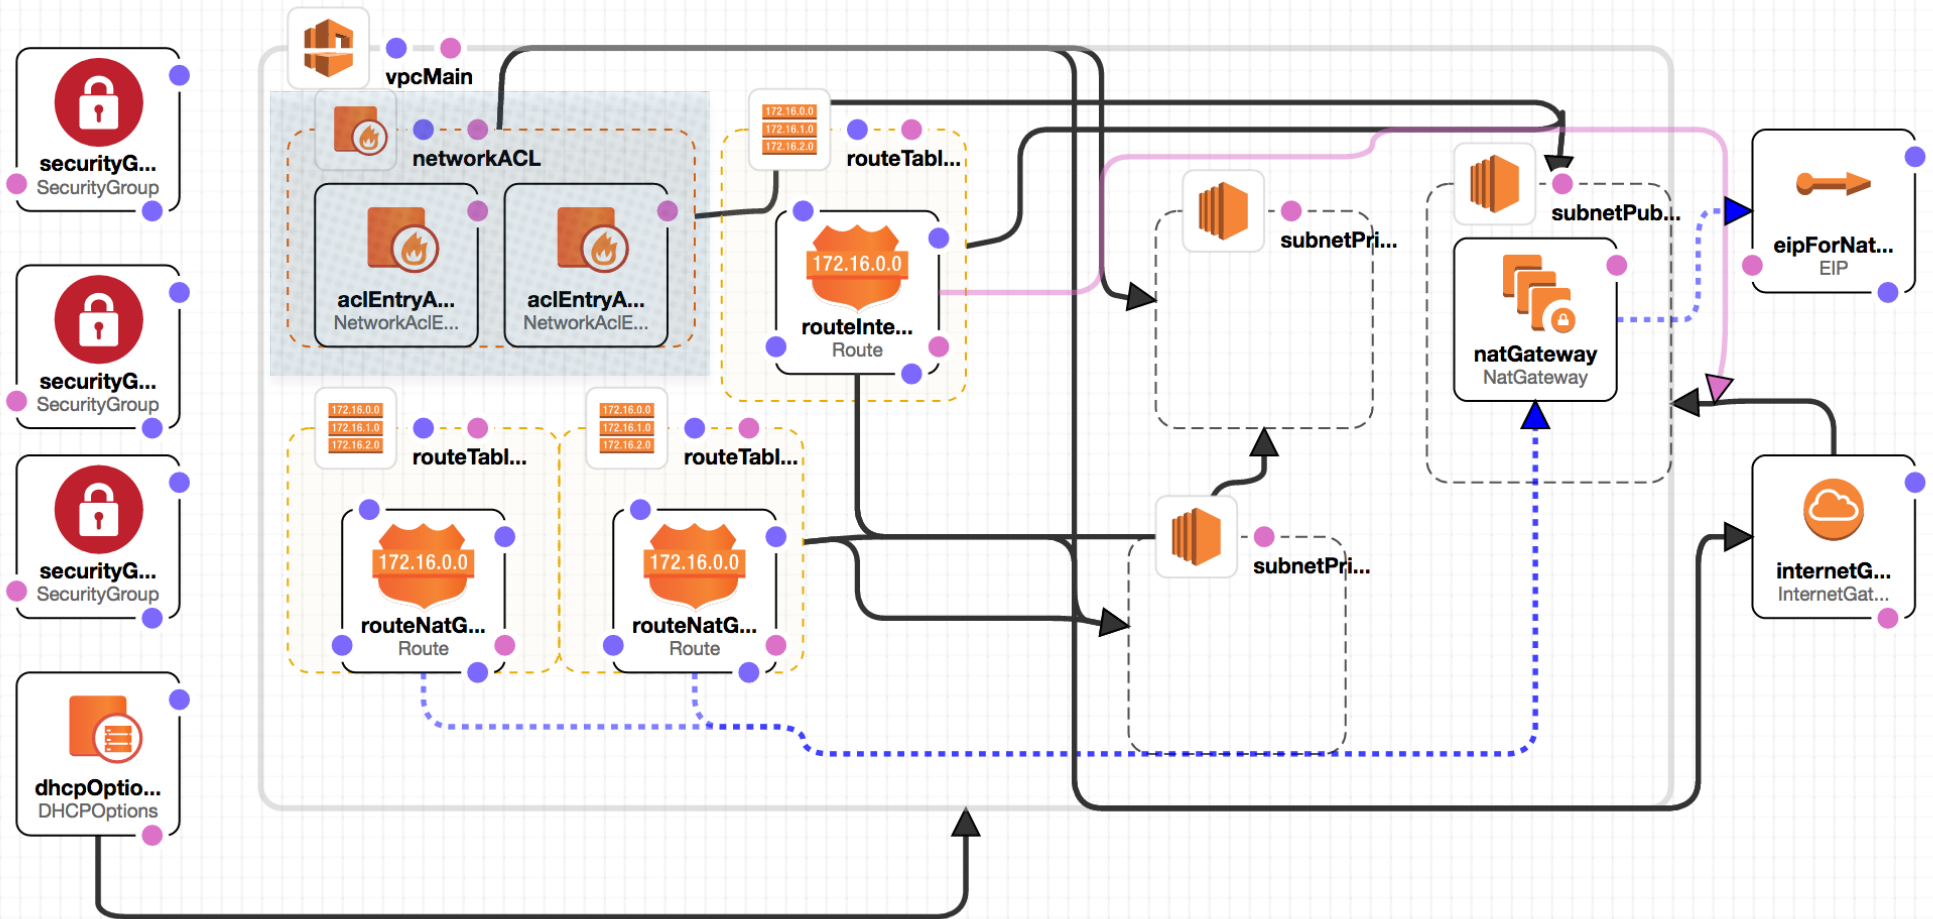 vpcMain
securityG...
SecurityGroup
networkACL
172.16.0.0
172.16.1.0
172.16.2.0
routeTabl...
subnetPri...
subnetPub...
aclEntryA...
NetworkAclE...
aclEntryA...
NetworkAclE...
172.16.0.0
routeInte...
Route
natGateway
NatGateway
eipForNat...
EIP
securityG...
SecurityGroup
172.16.0.0
172.16.1.0
172.16.2.0
routeTabl...
172.16.0.0
172.16.1.0
172.16.2.0
routeTabl...
securityG...
SecurityGroup
172.16.0.0
routeNatG...
Route
172.16.0.0
routeNatG...
Route
subnetPri...
internetG...
InternetGat...
dhcpOptio...
DHCPOptions